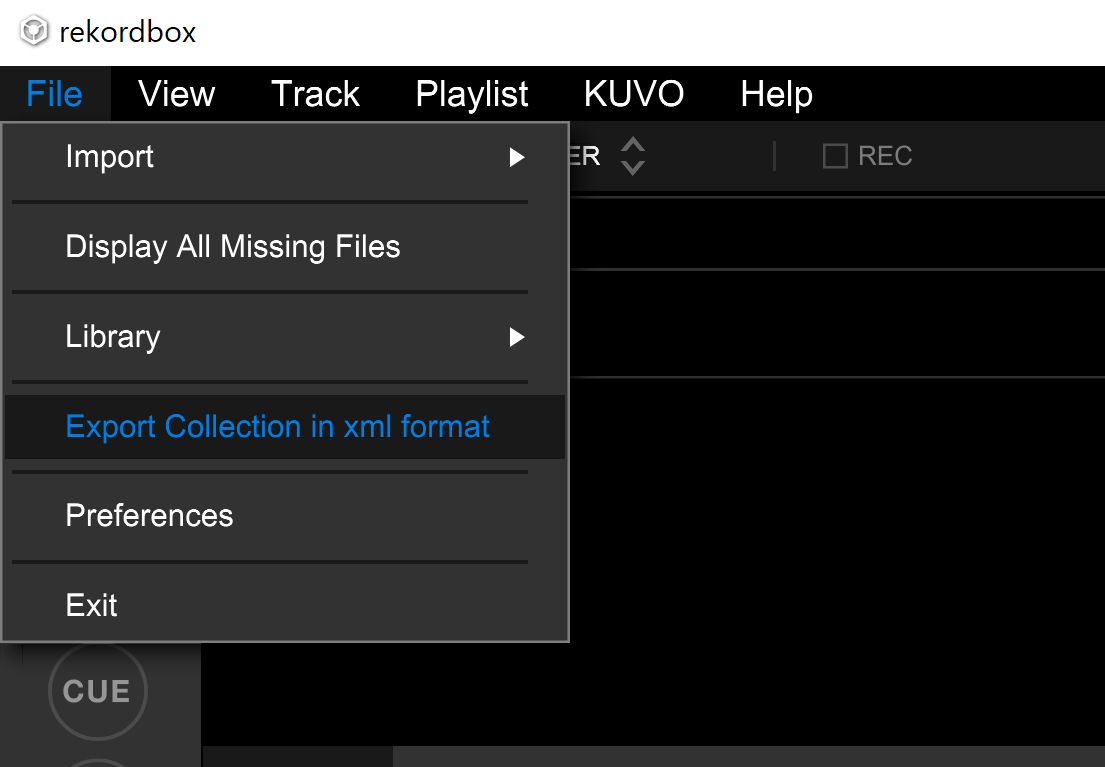 rekordbox
File View Track Playlist KUVO Help
Import
ER REC
Display All Missing Files
Library
Export Collection in xml format
Preferences
Exit
CUE